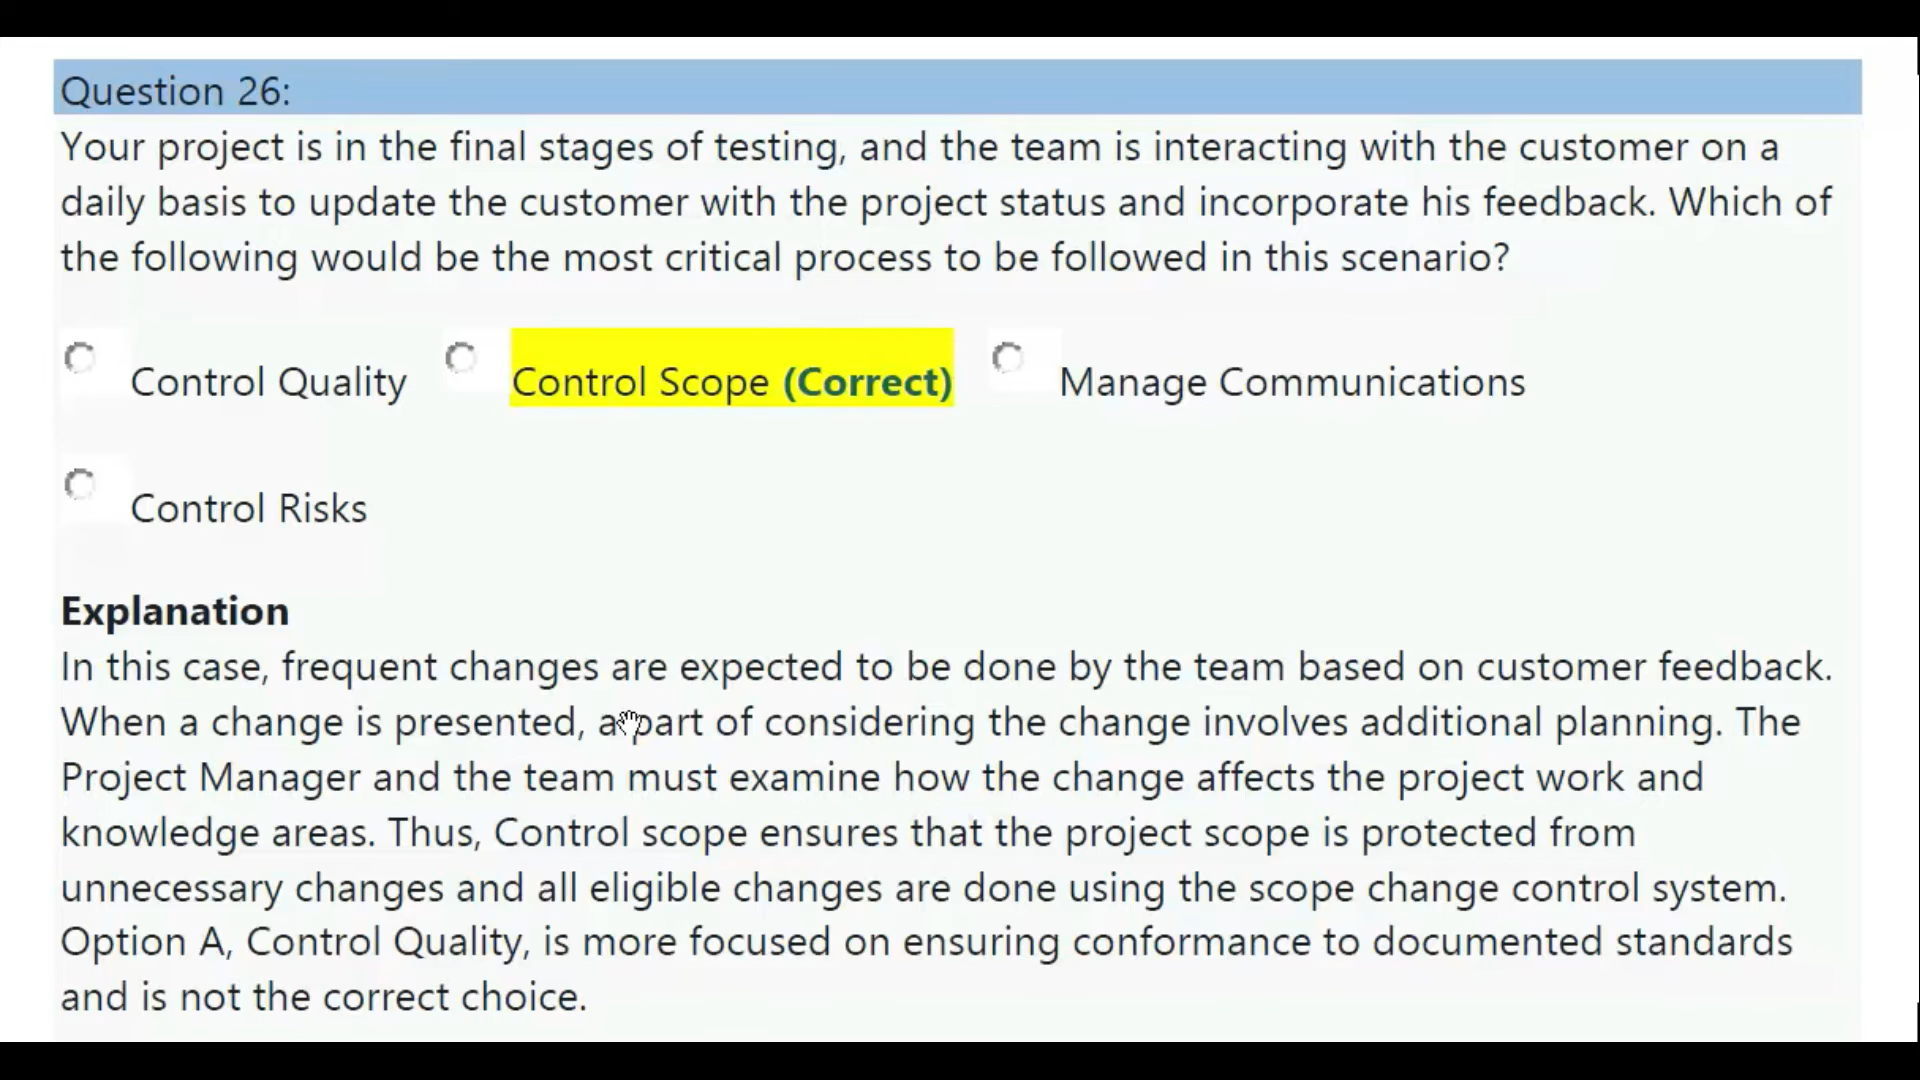 Question 26:
Your project is in the final stages of testing, and the team is interacting with the customer on a
daily basis to update the customer with the project status and incorporate his feedback. Which of
the following would be the most critical process to be followed in this scenario?
Control Quality Control Scope (Correct) Manage Communications
Control Risks
Explanation
In this case, frequent changes are expected to be done by the team based on customer feedback.
When a change is presented, a part of considering the change involves additional planning. The
Project Manager and the team must examine how the change affects the project work and
knowledge areas. Thus, Control scope ensures that the project scope is protected from
unnecessary changes and all eligible changes are done using the scope change control system.
Option A, Control Quality, is more focused on ensuring conformance to documented standards
and is not the correct choice.